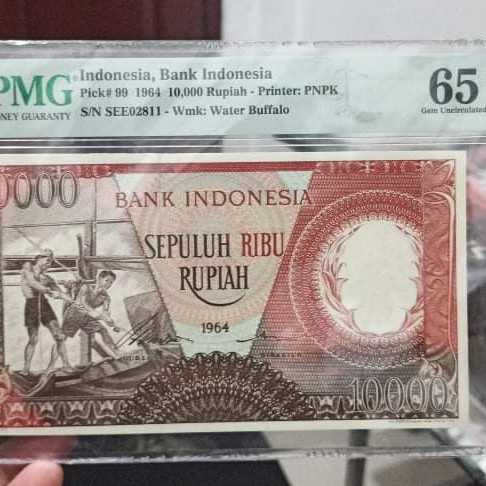 PMG
NEY GUARANTY
Indonesia, Bank Indonesia
Pick# 99 1964 10,000 Rupiah - Printer: PNPK
S/N SEE02811 - Wmk: Water Buffalo
65
Gem Uncirculated
0000
BANK INDONESIA
SEPULUH RIBU
RUPIAH
1964
10000